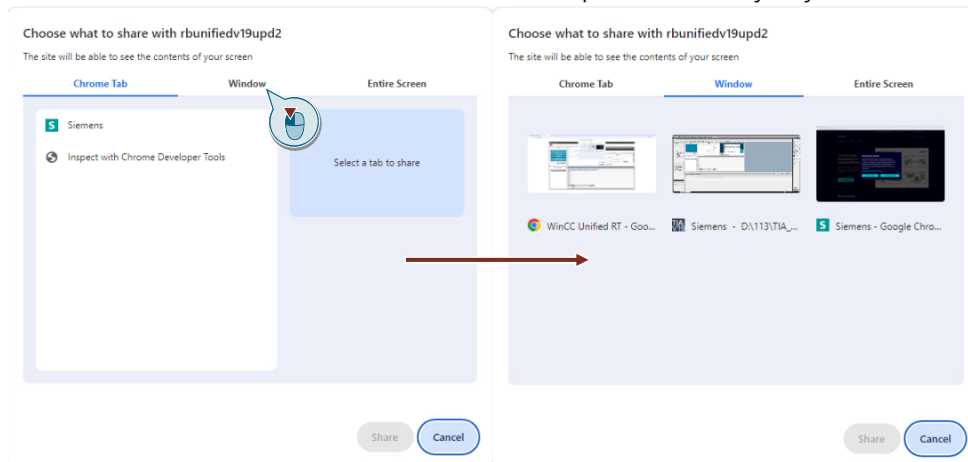 Choose what to share with rbunifiedv19upd2
The site will be able to see the contents of your screen
Chrome Tab Window Entire Screen
Siemens
Inspect with Chrome Developer Tools
Select a tab to share
Share Cancel
Choose what to share with rbunifiedv19upd2
The site will be able to see the contents of your screen
Chrome Tab Window Entire Screen
WinCC Unified RT - Goo... Siemens - D:\113\TIA_... Siemens - Google Chro...
Share Cancel